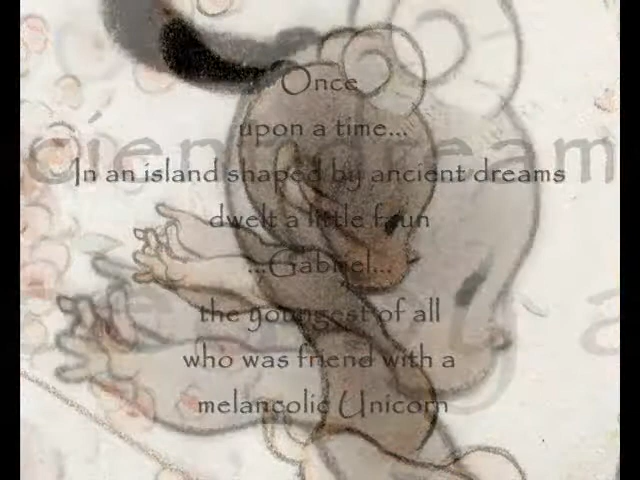 Once
upon a time...
In an island shaped by ancient dreams
dwelt a little faun
...Gabriel...
the youngest of all
who was friend with a
melancolic Unicorn